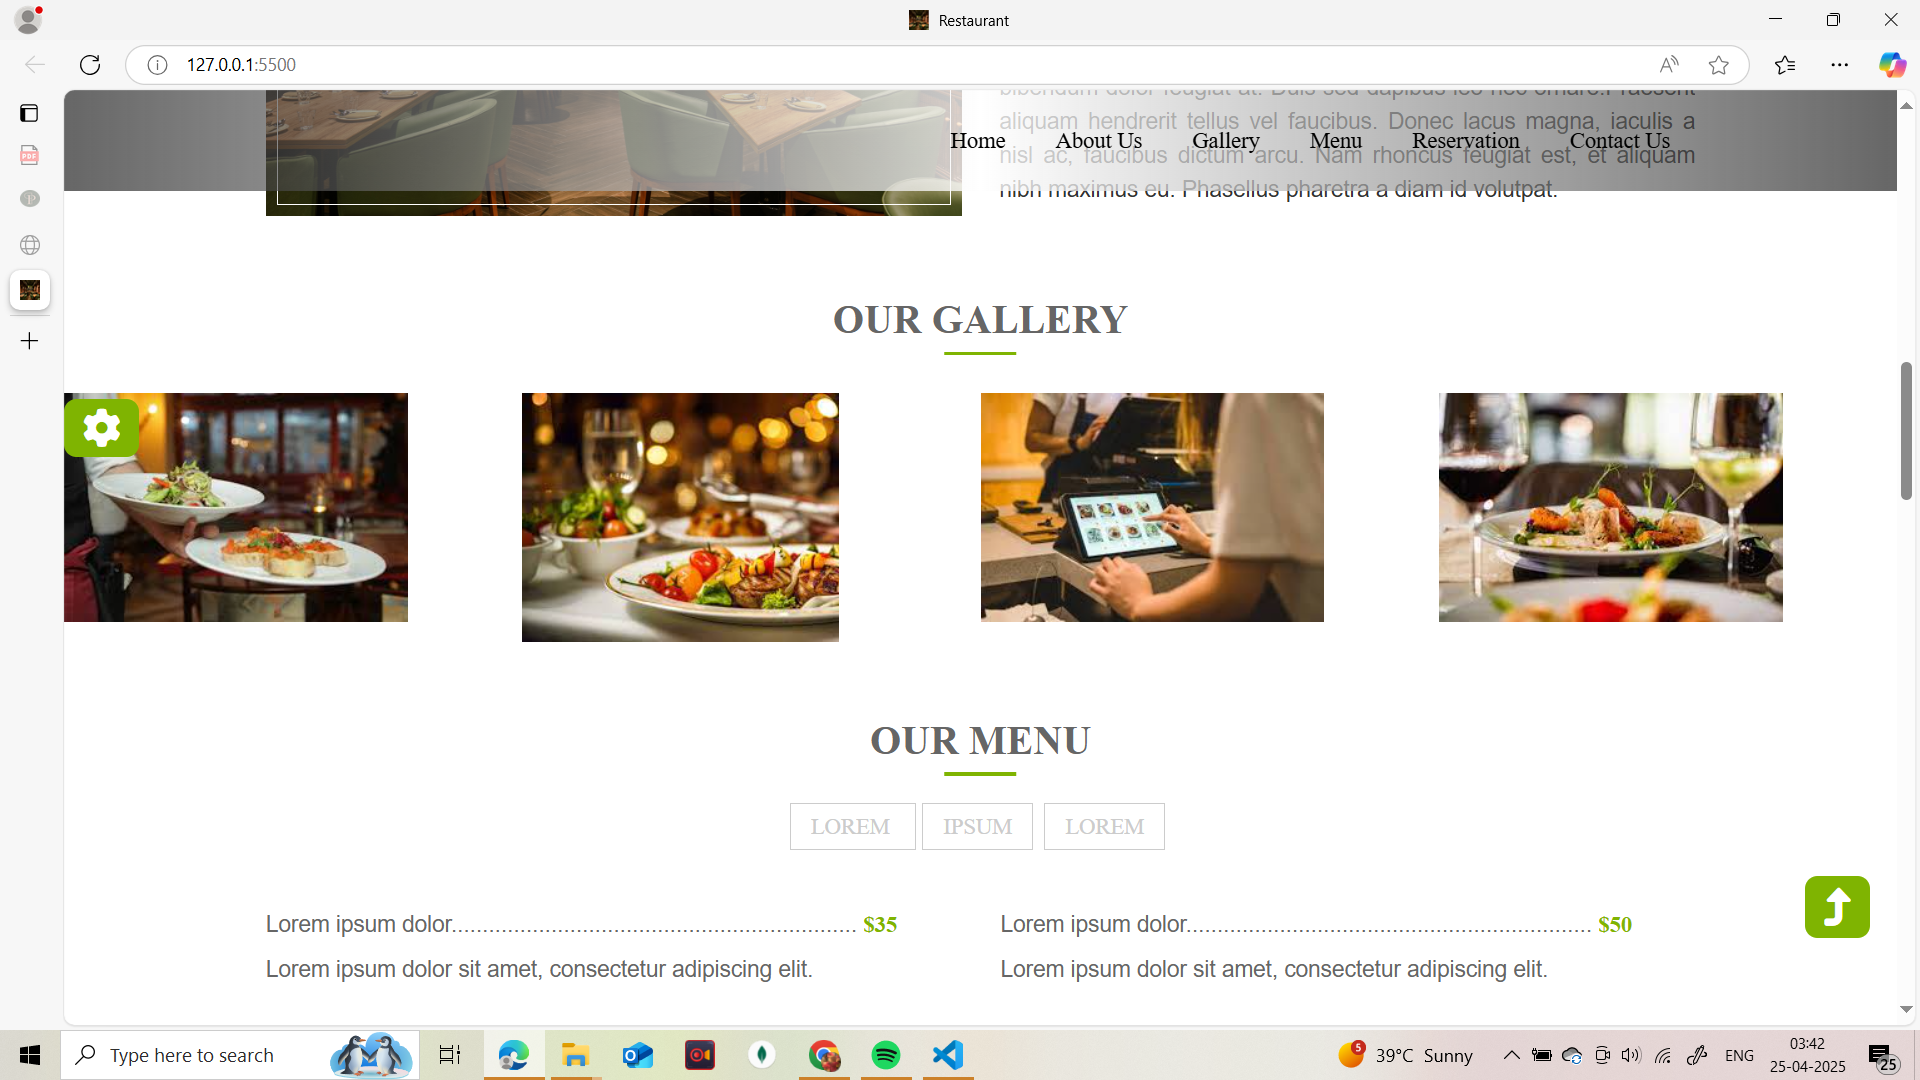 Restaurant
127.0.0.1:5500
PDF
bibendum dolor feugiat at. Duis sed dapibus leo nec ornare.Praesent
aliquam hendrerit tellus vel faucibus. Donec lacus magna, iaculis a
Home About Us Gallery Menu Reservation Contact Us
nisl ac, faucibus dictum arcu. Nam rhoncus feugiat est, et aliquam
nibh maximus eu. Phasellus pharetra a diam id volutpat.
OUR GALLERY
OUR MENU
LOREM IPSUM LOREM
Lorem ipsum dolor................................................................. $35
Lorem ipsum dolor sit amet, consectetur adipiscing elit.
Lorem ipsum dolor................................................................. $50
Lorem ipsum dolor sit amet, consectetur adipiscing elit.
Type here to search
5
39°C Sunny
ENG
03:42
25-04-2025
25